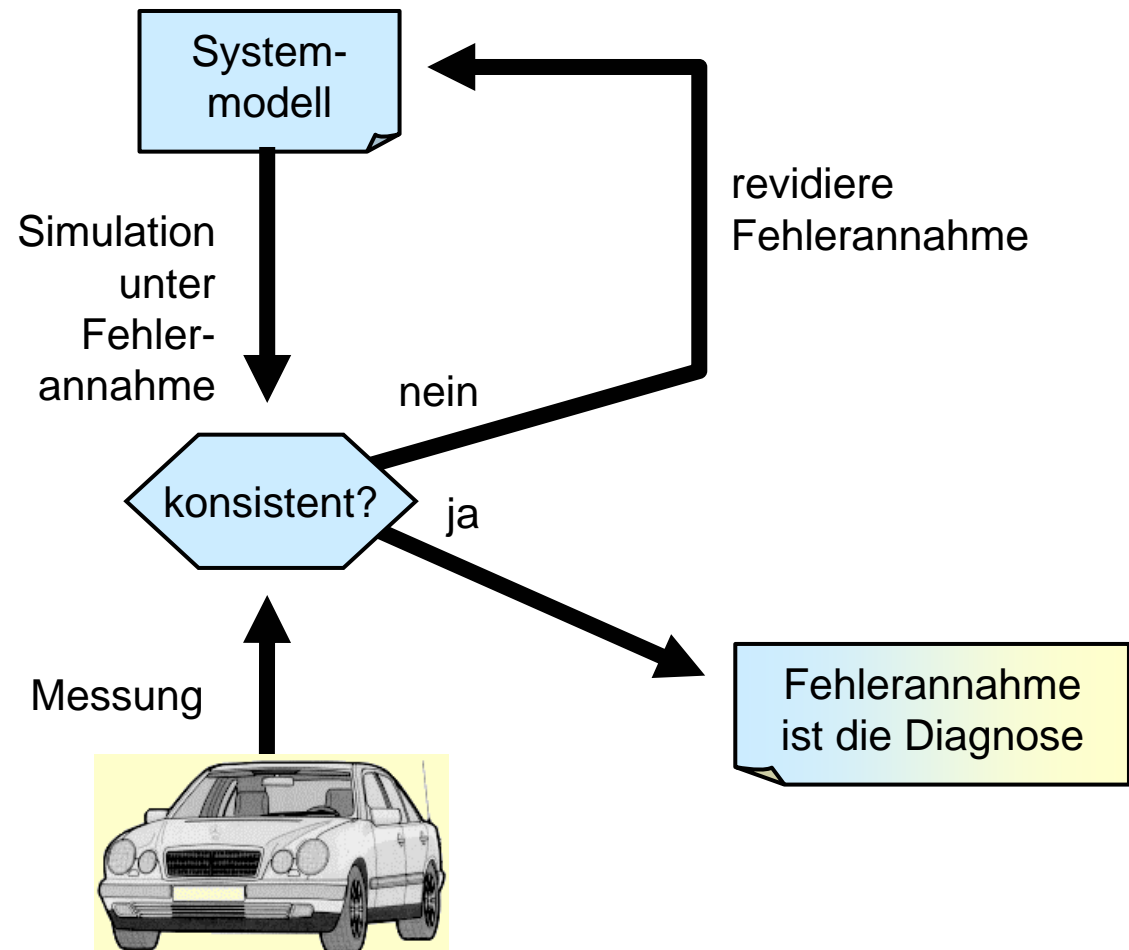 System-
modell
revidiere
Fehlerannahme
Simulation
unter
Fehler-
annahme
nein
konsistent?
ja
Messung
Fehlerannahme
ist die Diagnose